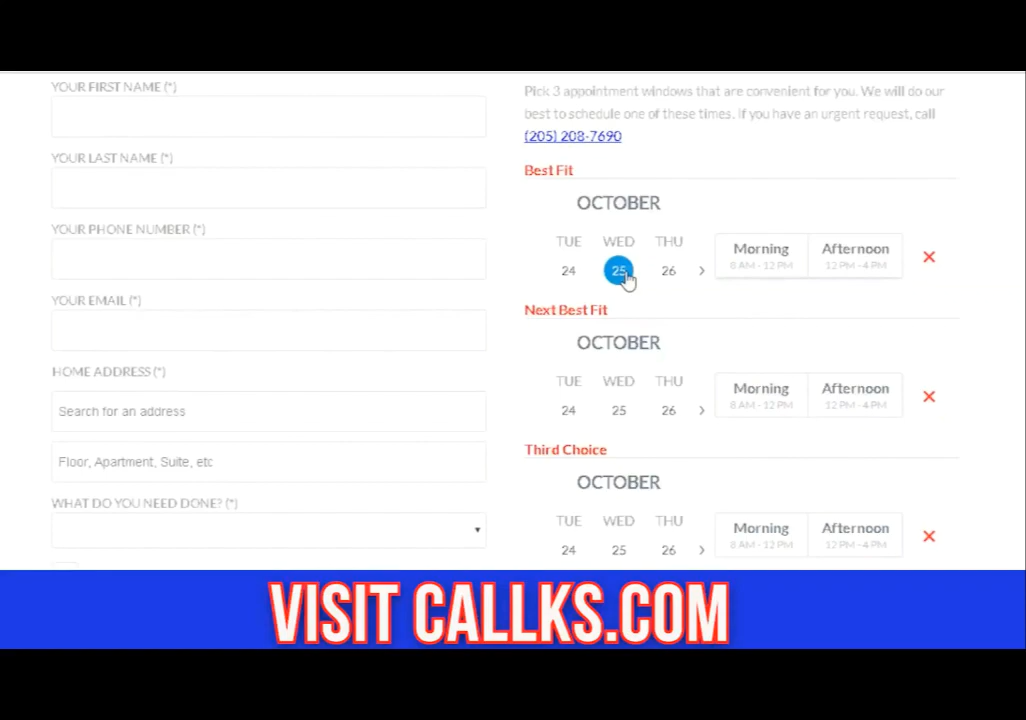 YOUR FIRST NAME (*)
YOUR LAST NAME (*)
YOUR PHONE NUMBER (*)
YOUR EMAIL (*)
HOME ADDRESS (*)
Search for an address
Floor, Apartment, Suite, etc
WHAT DO YOU NEED DONE? (*)
Pick 3 appointment windows that are convenient for you. We will do our
best to schedule one of these times. if you have an urgent request, call
(205) 208-7690
Best Fit
OCTOBER
TUE WED THU
24 25 26 >
Morning Afternoon
8 AM - 12 PM 12 PM - 4 PM
Next Best Fit
OCTOBER
TUE WED THU
24 25 26 >
Morning Afternoon
8 AM - 12 PM 12 PM - 4 PM
Third Choice
OCTOBER
TUE WED THU
24 25 26 >
Morning Afternoon
8 AM - 12 PM 12 PM - 4 PM
VISIT CALLKS.COM